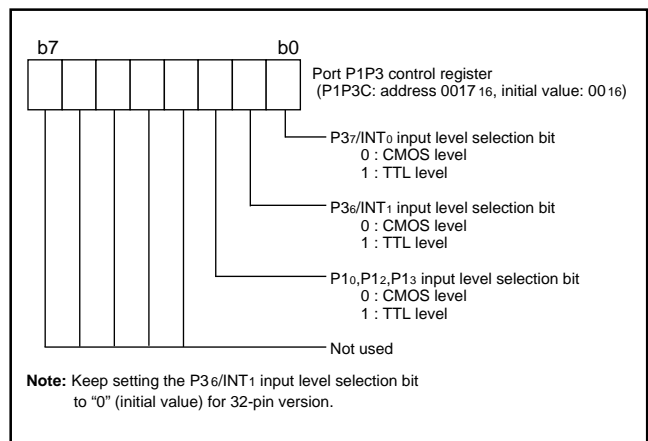 b7 b0
Port P1P3 control register
(P1P3C: address 0017 16, initial value: 00 16)
P37/INT0 input level selection bit
0 : CMOS level
1 : TTL level
P36/INT1 input level selection bit
0 : CMOS level
1 : TTL level
P10,P12,P13 input level selection bit
0 : CMOS level
1 : TTL level
Not used
Note: Keep setting the P36/INT1 input level selection bit
to “0” (initial value) for 32-pin version.